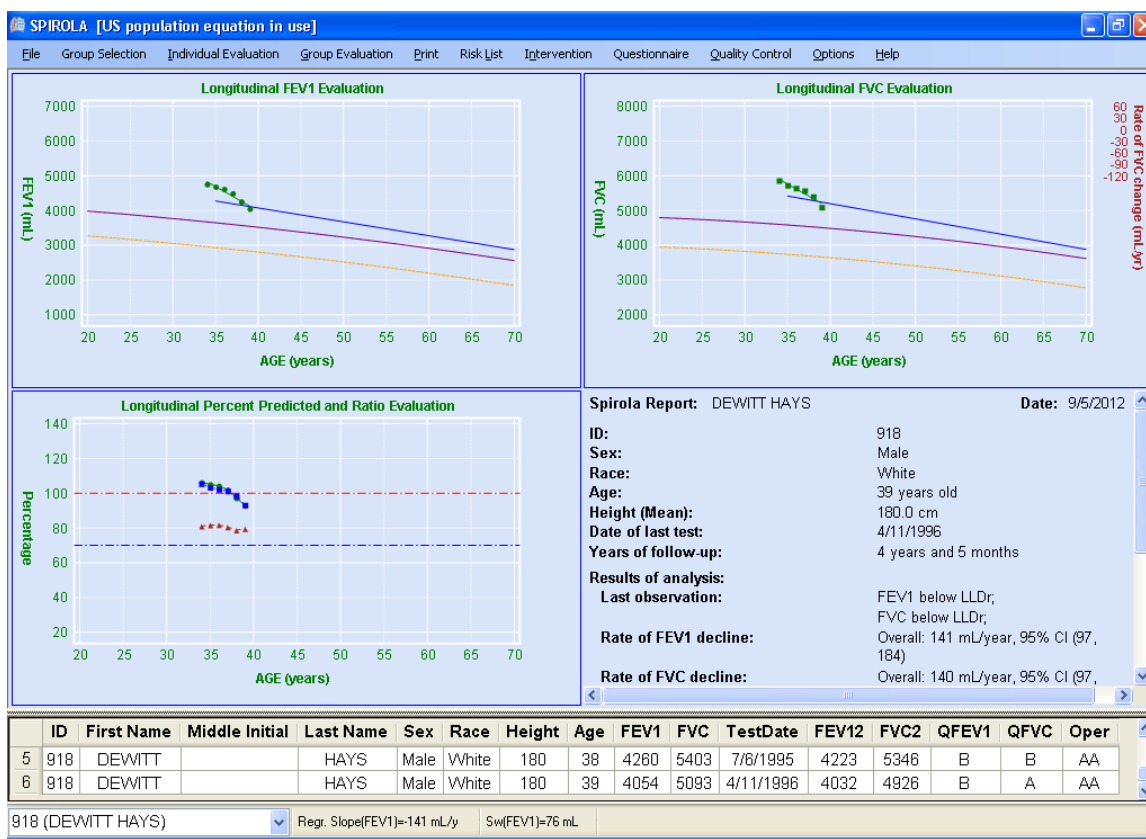 SPIROLA [US population equation in use]
File Group Selection Individual Evaluation Group Evaluation Print Risk List Intervention Questionnaire Quality Control Options Help
Longitudinal FEV1 Evaluation
7000
6000
5000
4000
3000
2000
1000
FEV1 (mL)
20 25 30 35 40 45 50 55 60 65 70
AGE (years)
Longitudinal FVC Evaluation
8000
7000
6000
5000
4000
3000
2000
FVC (mL)
60
30
0
-30
-60
-90
-120
Rate of FVC change (mL/yr)
20 25 30 35 40 45 50 55 60 65 70
AGE (years)
Longitudinal Percent Predicted and Ratio Evaluation
140
120
100
80
60
40
20
Percentage
20 25 30 35 40 45 50 55 60 65 70
AGE (years)
Spirola Report: DEWITT HAYS Date: 9/5/2012
ID: 918
Sex: Male
Race: White
Age: 39 years old
Height (Mean): 180.0 cm
Date of last test: 4/11/1996
Years of follow-up: 4 years and 5 months
Results of analysis:
Last observation: FEV1 below LLDr;
FVC below LLDr;
Rate of FEV1 decline: Overall: 141 mL/year, 95% CI (97,
184)
Rate of FVC decline: Overall: 140 mL/year, 95% CI (97,
ID First Name Middle Initial Last Name Sex Race Height Age FEV1 FVC TestDate FEV12 FVC2 QFEV1 QFVC Oper
5 918 DEWITT HAYS Male White 180 38 4260 5403 7/6/1995 4223 5346 B B AA
6 918 DEWITT HAYS Male White 180 39 4054 5093 4/11/1996 4032 4926 B A AA
918 (DEWITT HAYS) Regr. Slope(FEV1)=-141 mL/y Sw(FEV1)=76 mL